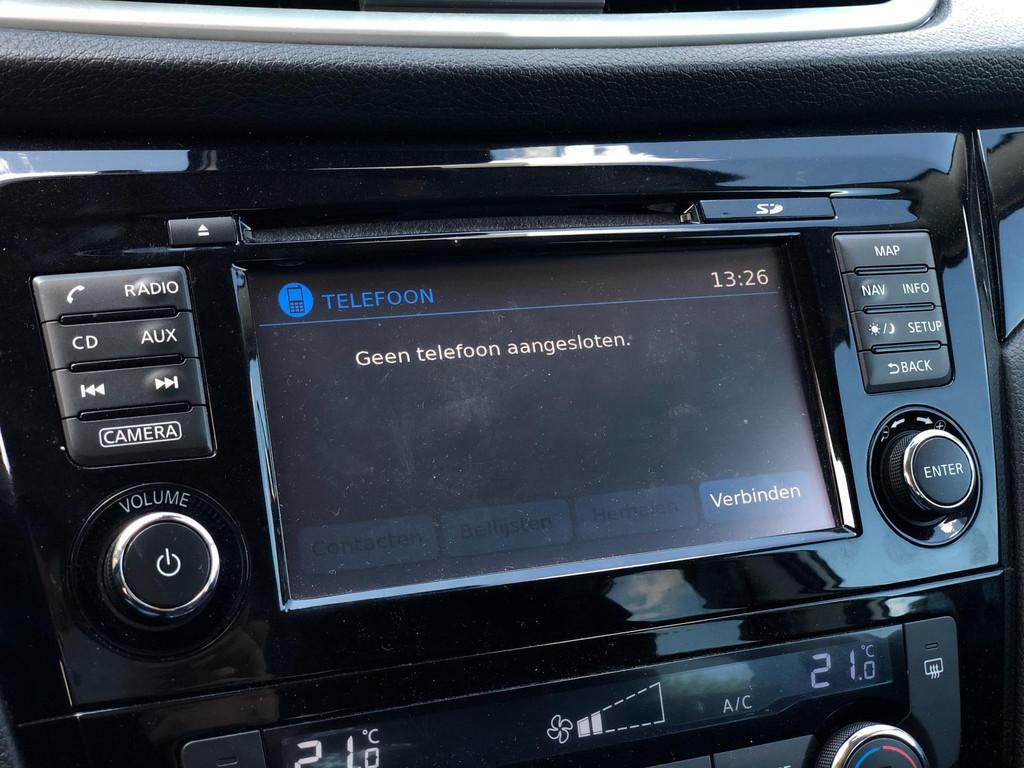 SD
RADIO
CD AUX
CAMERA
VOLUME
TELEFOON 13:26
Geen telefoon aangesloten.
Contacten Bellijsten Herhalen Verbinden
MAP
NAV INFO
SETUP
BACK
ENTER
21.0 °C
A/C
21.0 °C